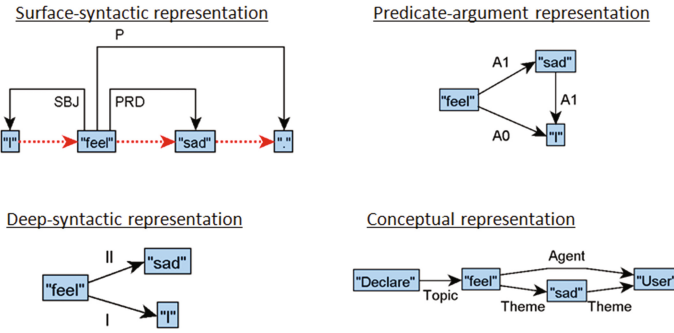 Surface-syntactic representation
P
SBJ PRD
"I" "feel" "sad" "."
Predicate-argument representation
A1 "sad"
"feel" A1
A0 "I"
Deep-syntactic representation
II "sad"
"feel"
I "I"
Conceptual representation
Agent
"Declare" "feel" "sad" "User"
Topic Theme Theme